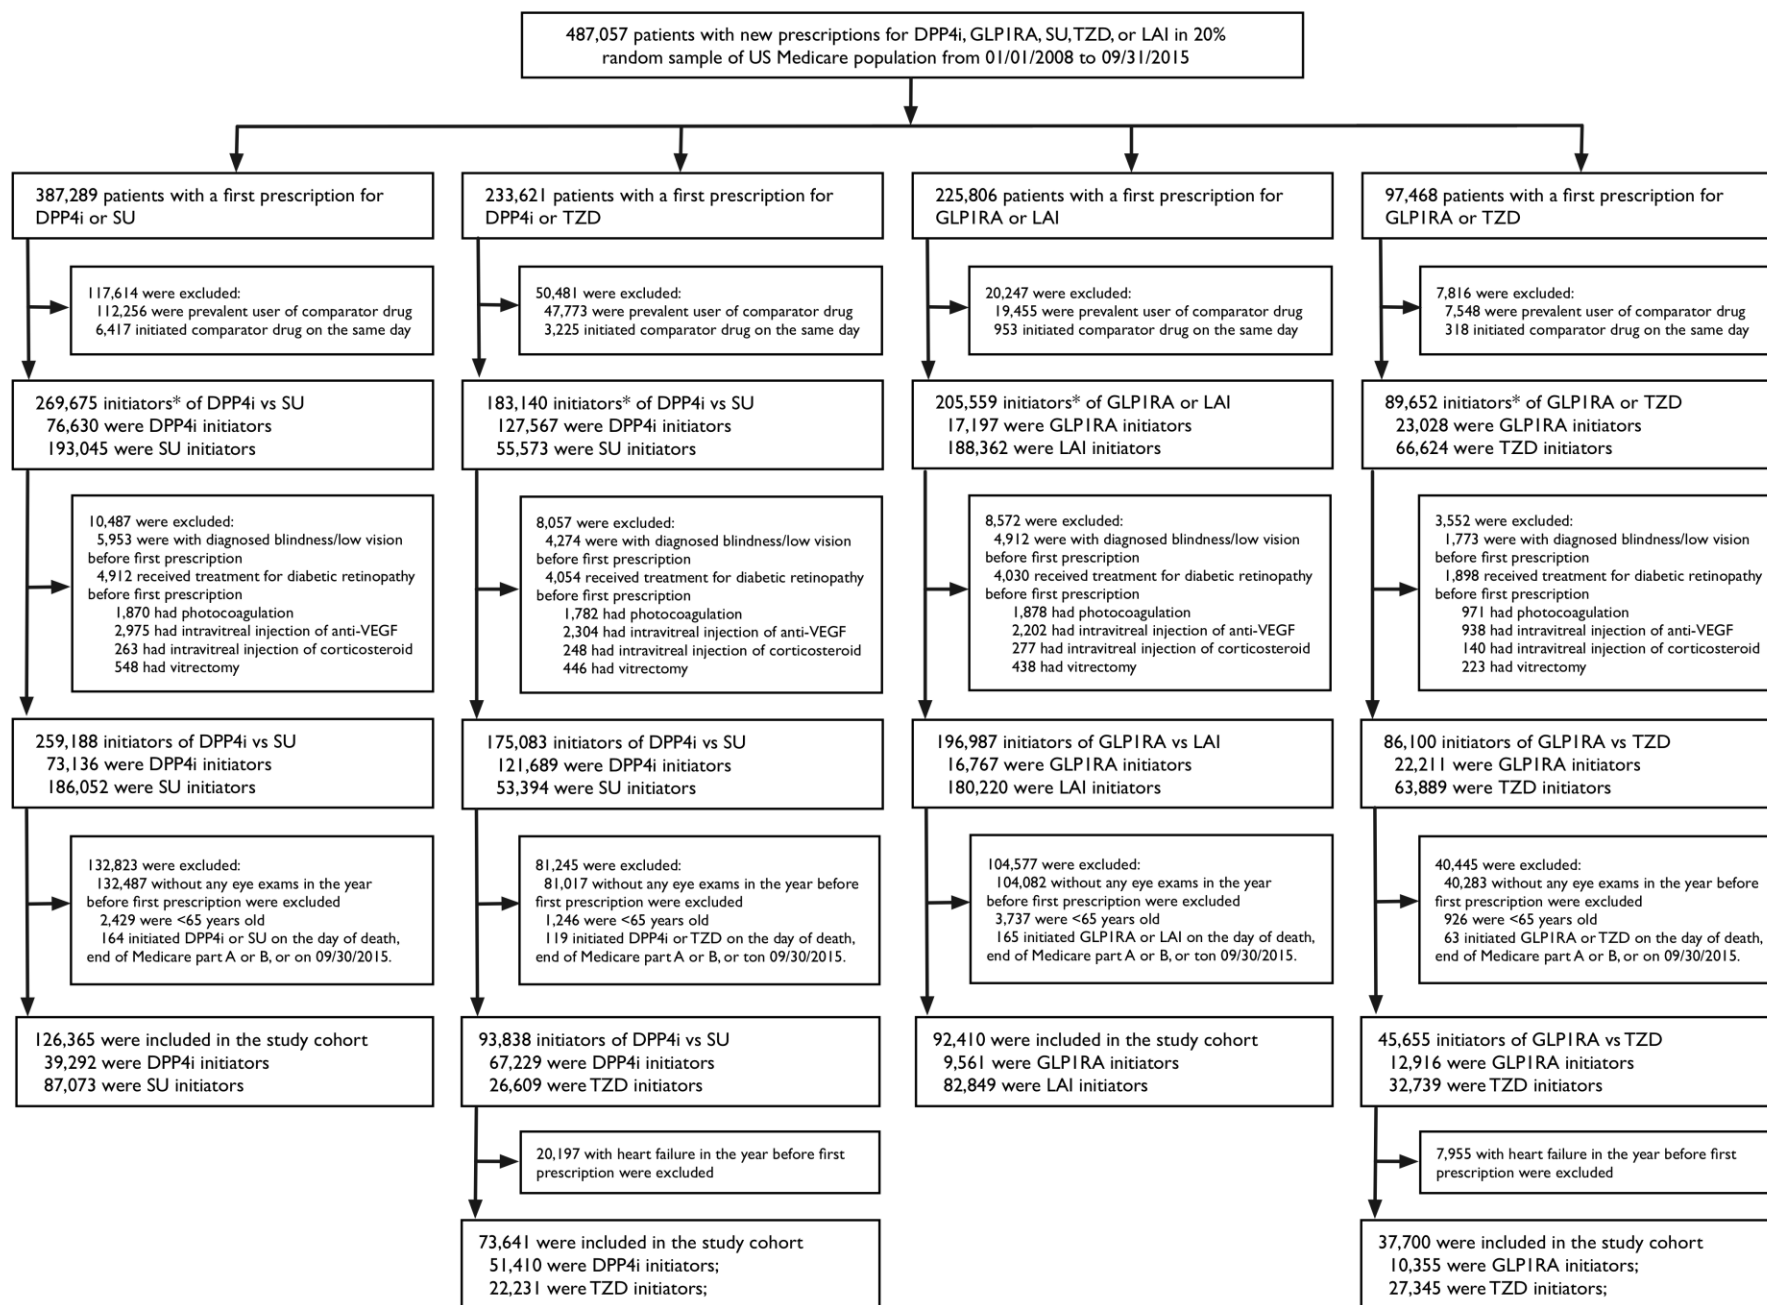 487,057 patients with new prescriptions for DPP4i, GLP1RA, SU, TZD, or LAI in 20%
random sample of US Medicare population from 01/01/2008 to 09/31/2015
387,289 patients with a first prescription for
DPP4i or SU
117,614 were excluded:
112,256 were prevalent user of comparator drug
6,417 initiated comparator drug on the same day
269,675 initiators* of DPP4i vs SU
76,630 were DPP4i initiators
193,045 were SU initiators
10,487 were excluded:
5,953 were with diagnosed blindness/low vision
before first prescription
4,912 received treatment for diabetic retinopathy
before first prescription
1,870 had photocoagulation
2,975 had intravitreal injection of anti-VEGF
263 had intravitreal injection of corticosteroid
548 had vitrectomy
259,188 initiators of DPP4i vs SU
73,136 were DPP4i initiators
186,052 were SU initiators
132,823 were excluded:
132,487 without any eye exams in the year
before first prescription were excluded
2,429 were <65 years old
164 initiated DPP4i or SU on the day of death,
end of Medicare part A or B, or on 09/30/2015.
126,365 were included in the study cohort
39,292 were DPP4i initiators
87,073 were SU initiators
233,621 patients with a first prescription for
DPP4i or TZD
50,481 were excluded:
47,773 were prevalent user of comparator drug
3,225 initiated comparator drug on the same day
183,140 initiators* of DPP4i vs SU
127,567 were DPP4i initiators
55,573 were SU initiators
8,057 were excluded:
4,274 were with diagnosed blindness/low vision
before first prescription
4,054 received treatment for diabetic retinopathy
before first prescription
1,782 had photocoagulation
2,304 had intravitreal injection of anti-VEGF
248 had intravitreal injection of corticosteroid
446 had vitrectomy
175,083 initiators of DPP4i vs SU
121,689 were DPP4i initiators
53,394 were SU initiators
81,245 were excluded:
81,017 without any eye exams in the year before
first prescription were excluded
1,246 were <65 years old
119 initiated DPP4i or TZD on the day of death,
end of Medicare part A or B, or ton 09/30/2015.
93,838 initiators of DPP4i vs SU
67,229 were DPP4i initiators
26,609 were TZD initiators
20,197 with heart failure in the year before first
prescription were excluded
73,641 were included in the study cohort
51,410 were DPP4i initiators;
22,231 were TZD initiators;
225,806 patients with a first prescription for
GLP1RA or LAI
20,247 were excluded:
19,455 were prevalent user of comparator drug
953 initiated comparator drug on the same day
205,559 initiators* of GLP1RA or LAI
17,197 were GLP1RA initiators
188,362 were LAI initiators
8,572 were excluded:
4,912 were with diagnosed blindness/low vision
before first prescription
4,030 received treatment for diabetic retinopathy
before first prescription
1,878 had photocoagulation
2,202 had intravitreal injection of anti-VEGF
277 had intravitreal injection of corticosteroid
438 had vitrectomy
196,987 initiators of GLP1RA vs LAI
16,767 were GLP1RA initiators
180,220 were LAI initiators
104,577 were excluded:
104,082 without any eye exams in the year
before first prescription were excluded
3,737 were <65 years old
165 initiated GLP1RA or LAI on the day of death,
end of Medicare part A or B, or on 09/30/2015.
92,410 were included in the study cohort
9,561 were GLP1RA initiators
82,849 were LAI initiators
97,468 patients with a first prescription for
GLP1RA or TZD
7,816 were excluded:
7,548 were prevalent user of comparator drug
318 initiated comparator drug on the same day
89,652 initiators* of GLP1RA or TZD
23,028 were GLP1RA initiators
66,624 were TZD initiators
3,552 were excluded:
1,773 were with diagnosed blindness/low vision
before first prescription
1,898 received treatment for diabetic retinopathy
before first prescription
971 had photocoagulation
938 had intravitreal injection of anti-VEGF
140 had intravitreal injection of corticosteroid
223 had vitrectomy
86,100 initiators of GLP1RA vs TZD
22,211 were GLP1RA initiators
63,889 were TZD initiators
40,445 were excluded:
40,283 without any eye exams in the year before
first prescription were excluded
926 were <65 years old
63 initiated GLP1RA or TZD on the day of death,
end of Medicare part A or B, or on 09/30/2015.
45,655 initiators of GLP1RA vs TZD
12,916 were GLP1RA initiators
32,739 were TZD initiators
7,955 with heart failure in the year before first
prescription were excluded
37,700 were included in the study cohort
10,355 were GLP1RA initiators;
27,345 were TZD initiators;